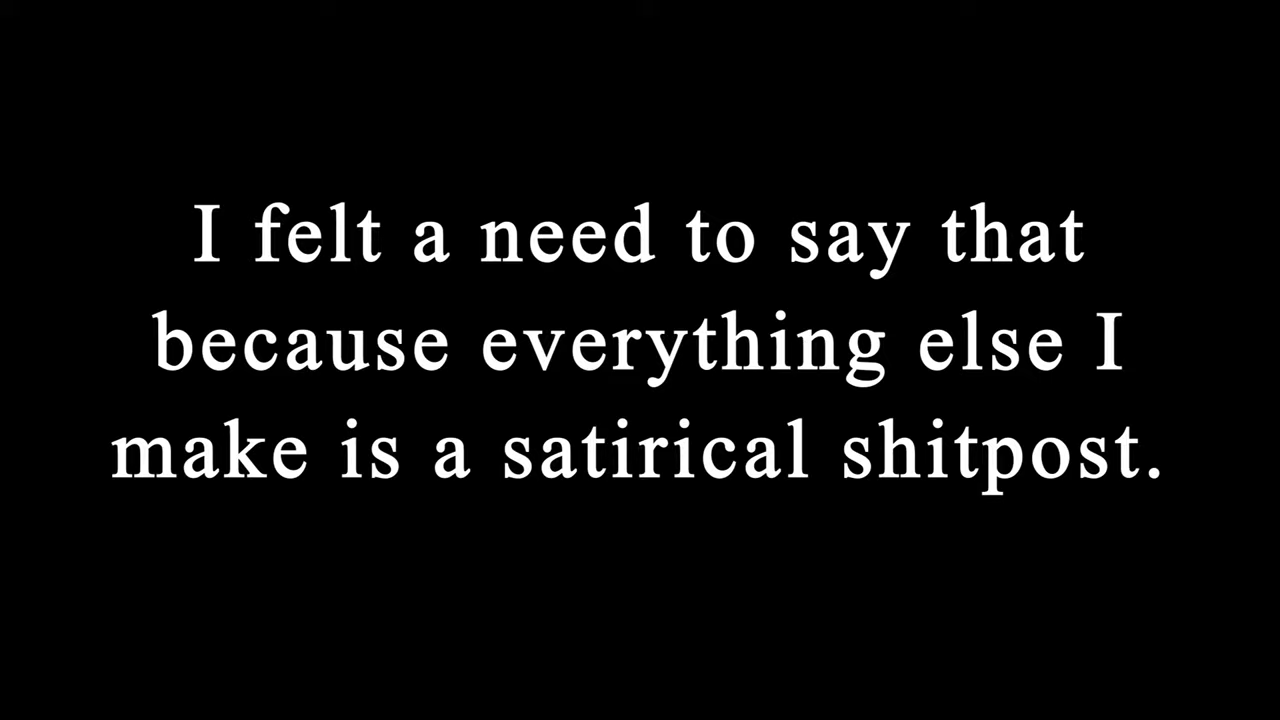 I felt a need to say that
because everything else I
make is a satirical shitpost.